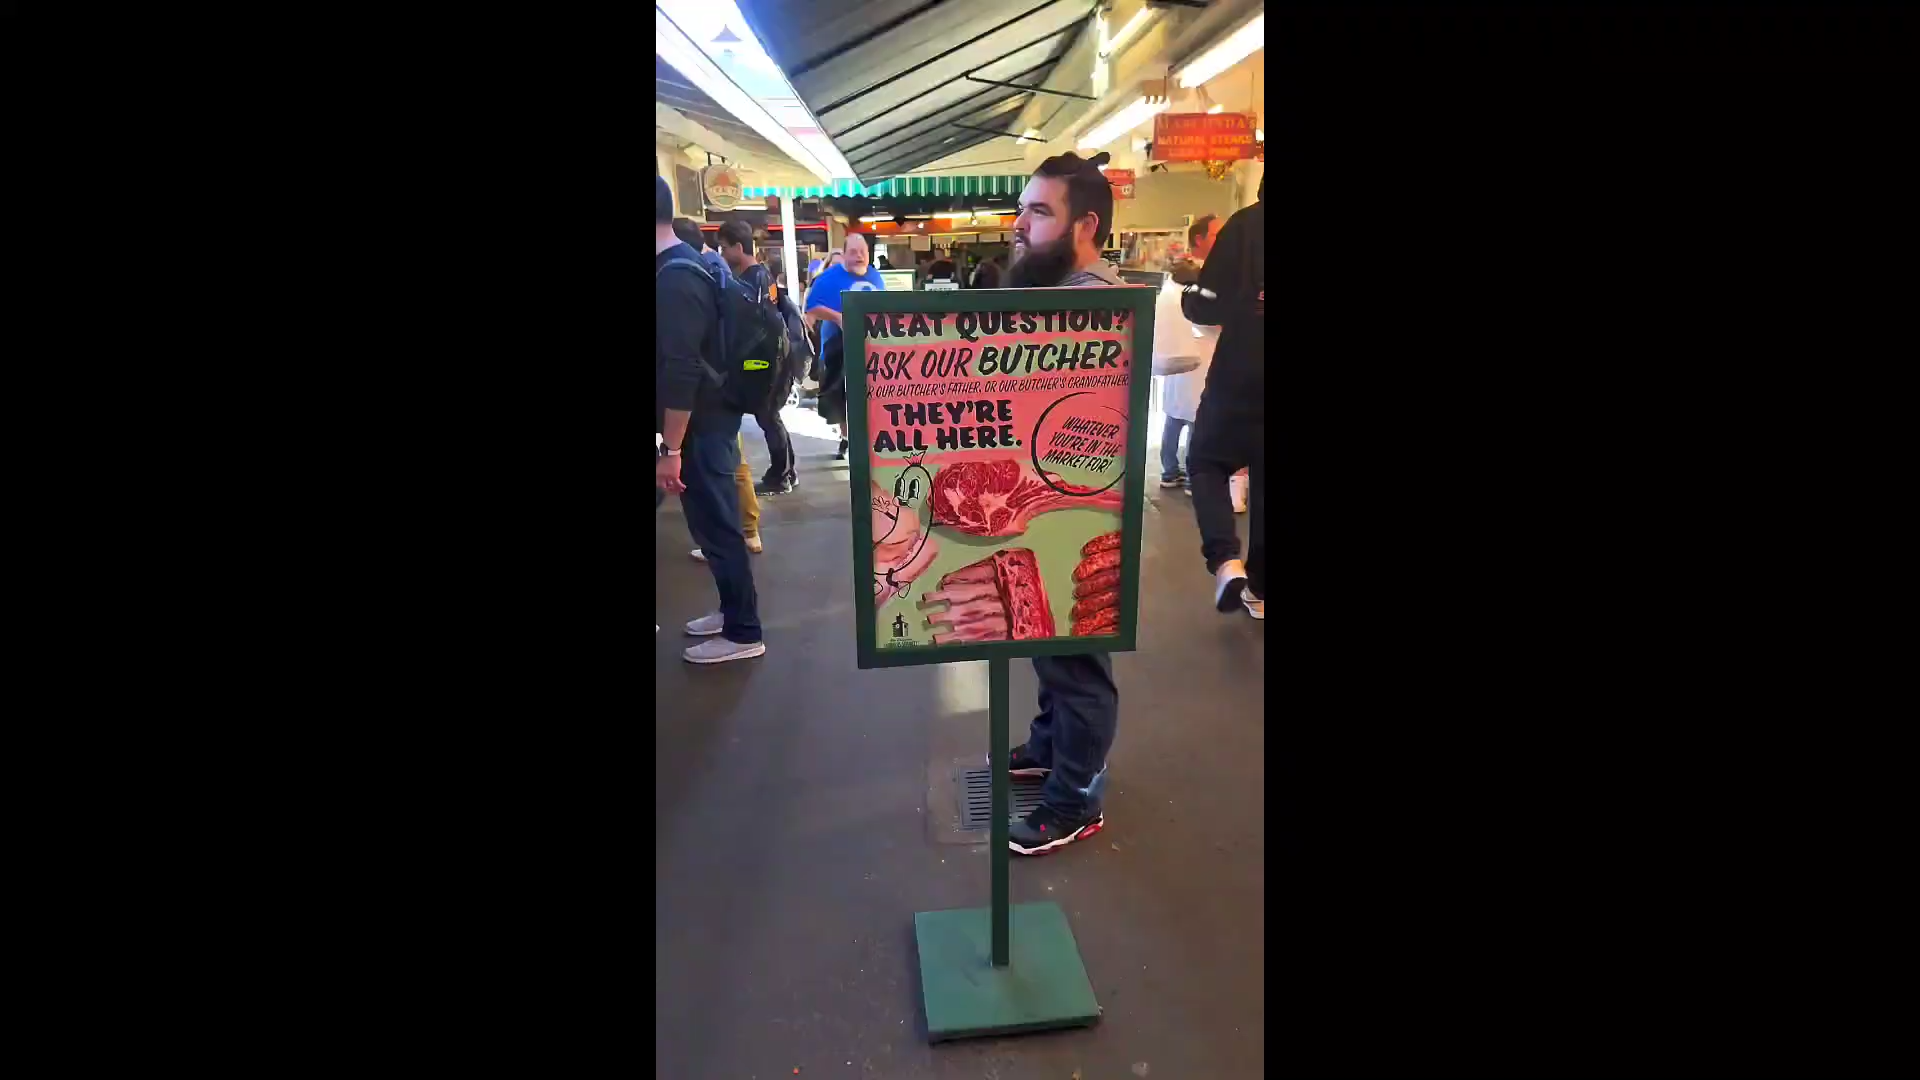 MEAT QUESTION?
ASK OUR BUTCHER.
R OUR BUTCHER'S FATHER, OR OUR BUTCHER'S GRANDFATHER.
THEY'RE
ALL HERE.
WHATEVER
YOU'RE IN THE
MARKET FOR!
NATURAL STEAKS